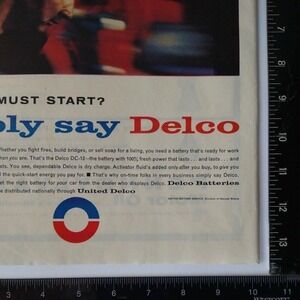 MUST START?
ply say Delco
Whether you fight fires, build bridges, or sell soap for a living, you need a battery that's ready for work
when you are. That's the Delco DC-12—the battery with 100% fresh power that lasts . . . and lasts . . . and
lasts. You see, dependable Delco is dry charge. Activator fluid's added only after you buy, to give you
the quick-start energy you pay for. ■ That's why on-time folks in every business simply say Delco.
et the right battery for your car from the dealer who displays Delco. Delco Batteries
re distributed nationally through United Delco
1
2
3
4
5
6
7
8
9
10
11